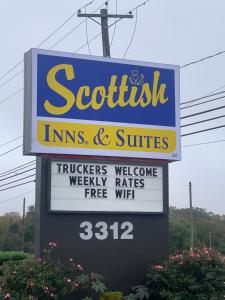 Scottish
INNS. & SUITES
TRUCKERS WELCOME
WEEKLY RATES
FREE WIFI
3312